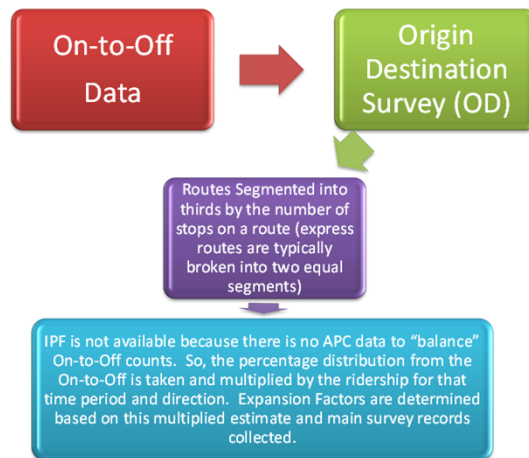 On-to-Off
Data
Origin
Destination
Survey (OD)
Routes Segmented into
thirds by the number of
stops on a route (express
routes are typically
broken into two equal
segments)
IPF is not available because there is no APC data to “balance”
On-to-Off counts.  So, the percentage distribution from the
On-to-Off is taken and multiplied by the ridership for that
time period and direction.  Expansion Factors are determined
based on this multiplied estimate and main survey records
collected.